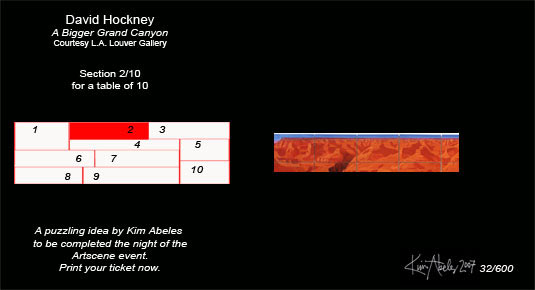 David Hockney
A Bigger Grand Canyon
Courtesy L.A. Louver Gallery
Section 2/10
for a table of 10
1 2 3
4 5
6 7
8 9 10
A puzzling idea by Kim Abeles
to be completed the night of the
Artscene event.
Print your ticket now.
Kim Abeles 2007 32/600